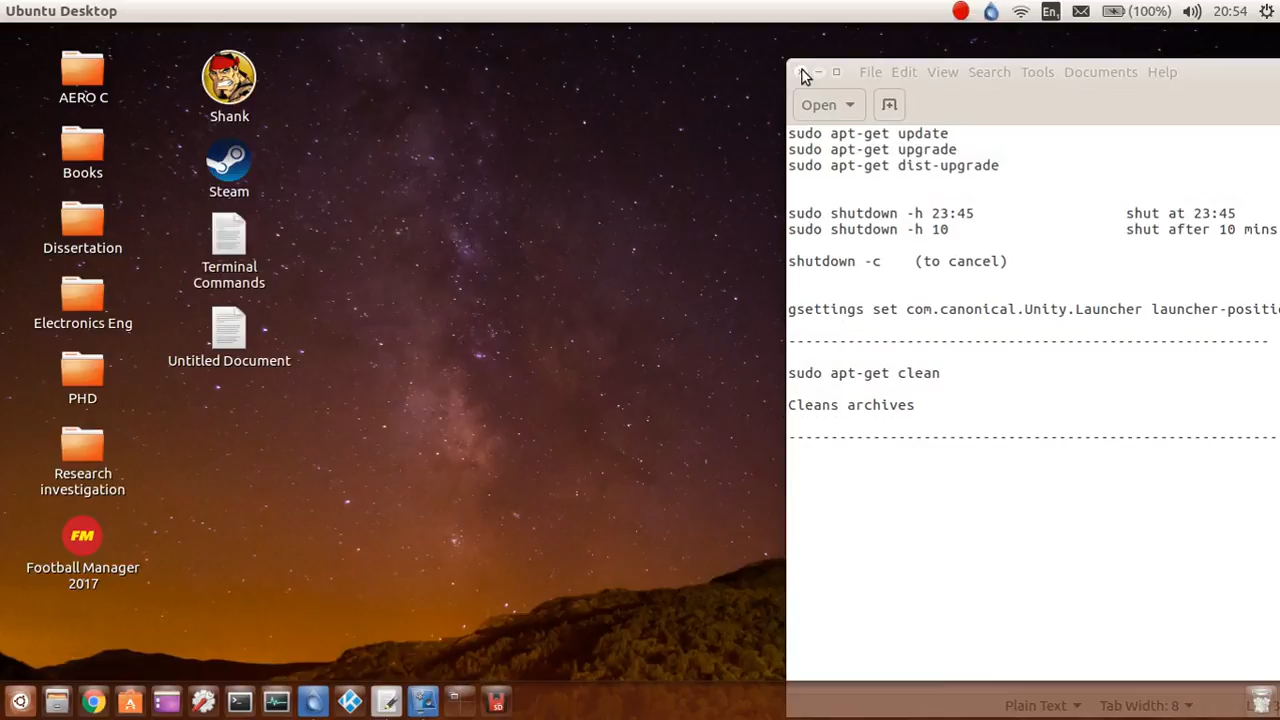 Ubuntu Desktop
En1
(100%)
20:54
AERO C
Books
Dissertation
Electronics Eng
PHD
Research
investigation
FM
Football Manager
2017
Shank
Steam
Terminal
Commands
Untitled Document
File Edit View Search Tools Documents Help
Open
sudo apt-get update
sudo apt-get upgrade
sudo apt-get dist-upgrade
sudo shutdown -h 23:45 shut at 23:45
sudo shutdown -h 10 shut after 10 mins
shutdown -c (to cancel)
gsettings set com.canonical.Unity.Launcher launcher-positi
---------------------------------------------------------
sudo apt-get clean
Cleans archives
----------------------------------------------------------
SD
Plain Text Tab Width: 8